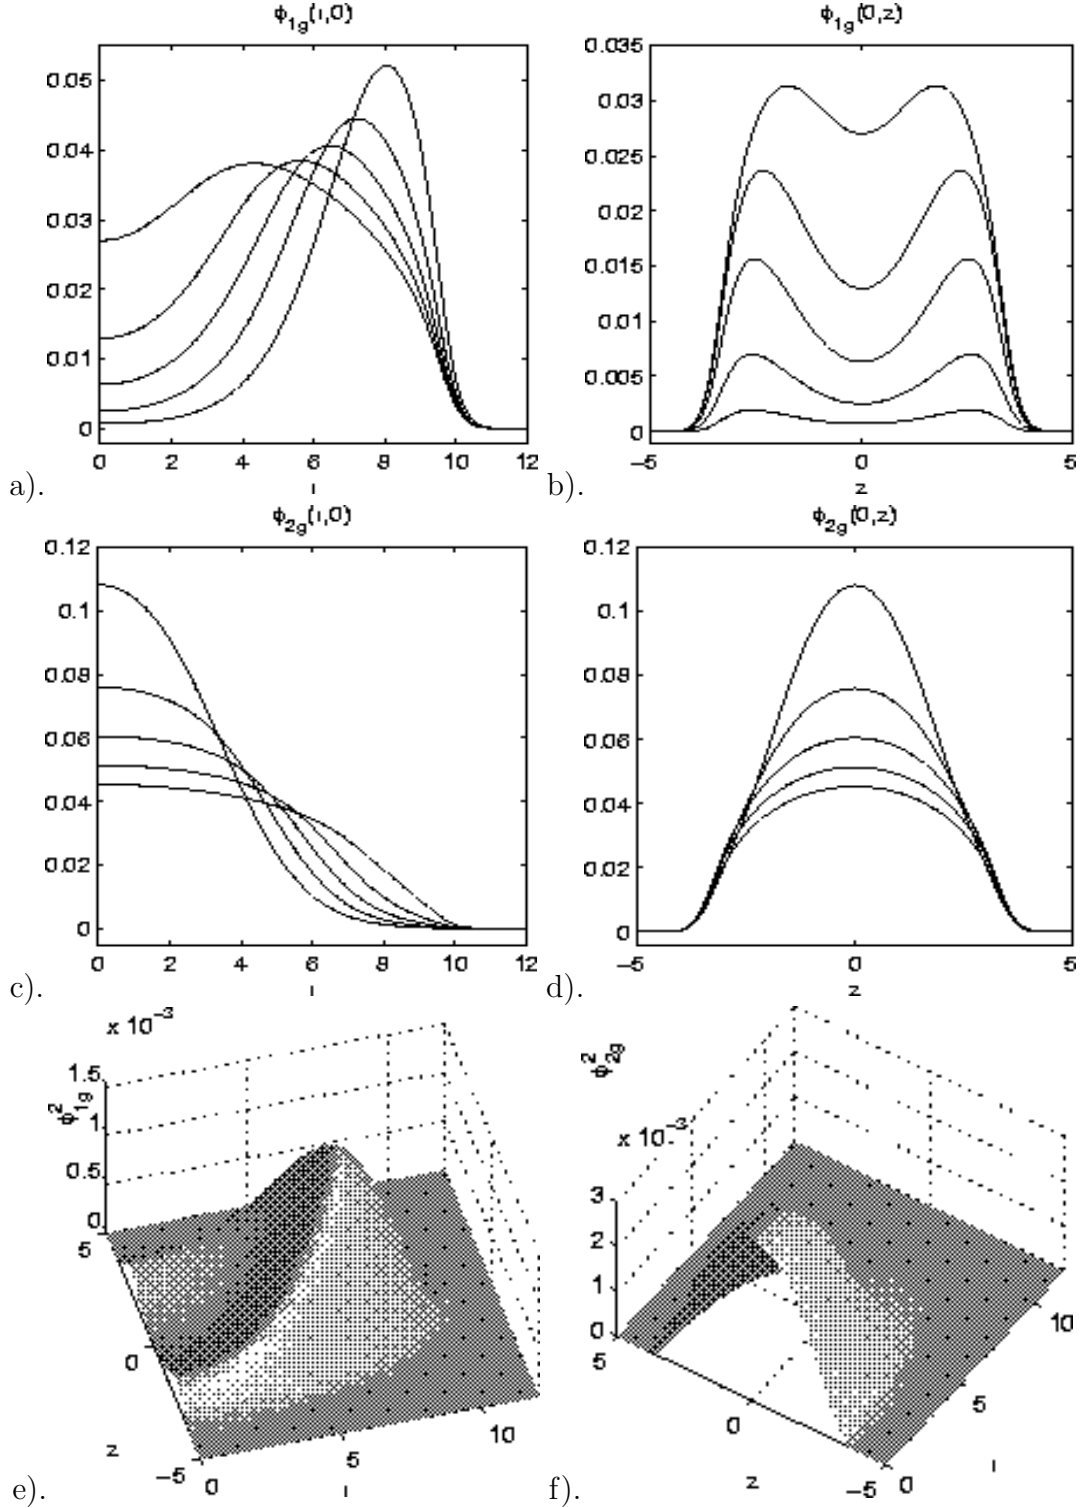 ϕ1g(r,0)
0.05
0.04
0.03
0.02
0.01
0
0 2 4 6 8 10 12
r
a).
ϕ1g(0,z)
0.035
0.03
0.025
0.02
0.015
0.01
0.005
0
−5 0 5
z
b).
ϕ2g(r,0)
0.12
0.1
0.08
0.06
0.04
0.02
0
0 2 4 6 8 10 12
r
c).
ϕ2g(0,z)
0.12
0.1
0.08
0.06
0.04
0.02
0
−5 0 5
z
d).
x 10−3
ϕ21g
1.5
1
0.5
0
5
0
−5
z
0
5
10
r
e).
ϕ22g
x 10−3
3
2
1
0
5
0
−5
z
0
5
10
r
f).